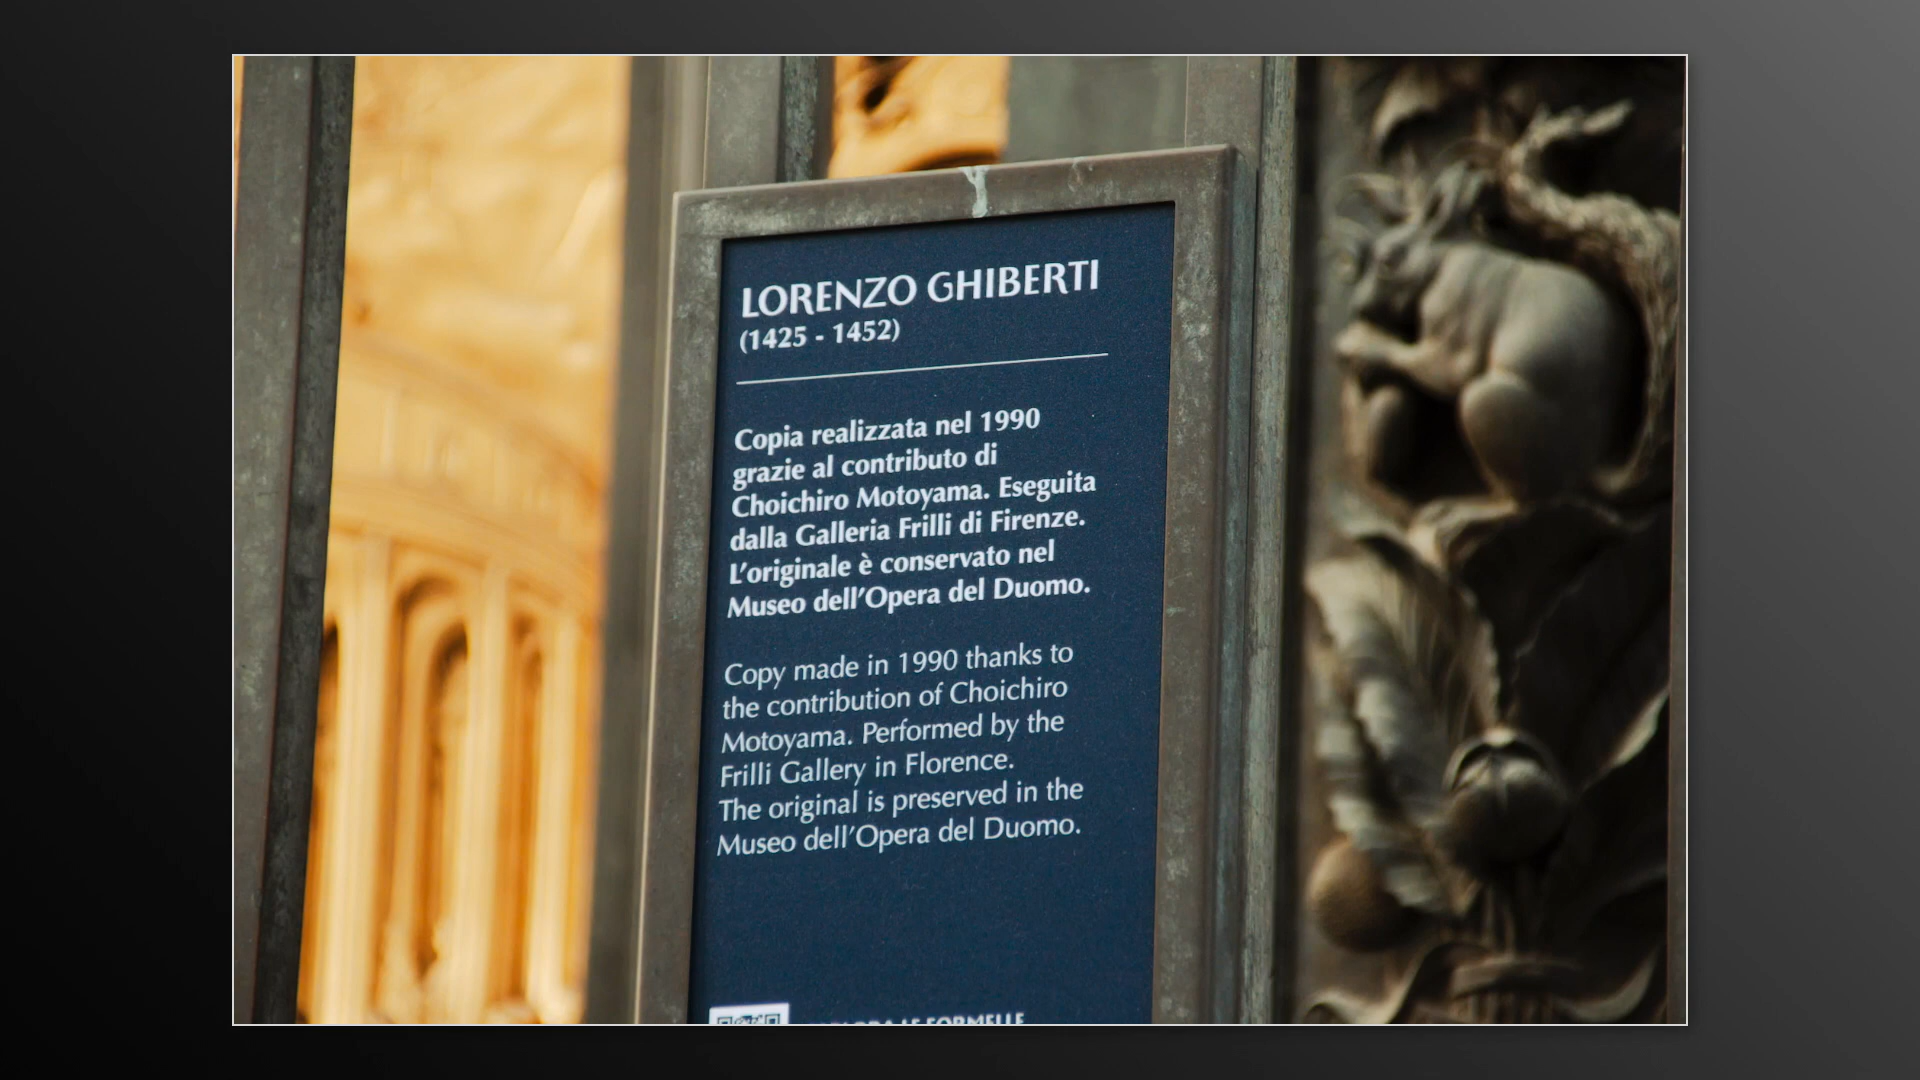 LORENZO GHIBERTI
(1425 - 1452)
Copia realizzata nel 1990
grazie al contributo di
Choichiro Motoyama. Eseguita
dalla Galleria Frilli di Firenze.
L'originale è conservato nel
Museo dell'Opera del Duomo.
Copy made in 1990 thanks to
the contribution of Choichiro
Motoyama. Performed by the
Frilli Gallery in Florence.
The original is preserved in the
Museo dell'Opera del Duomo.
LE FORMELLE